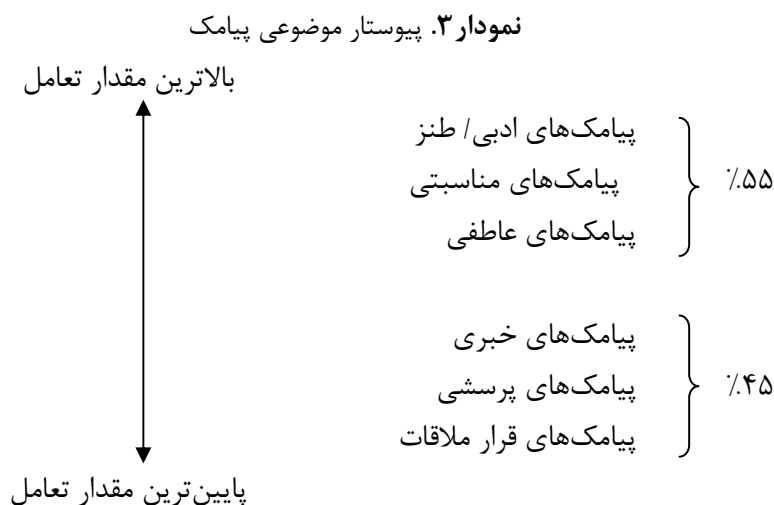 نمودار۳. پیوستار موضوعی پیامک
بالاترین مقدار تعامل
پیامک‌های ادبی/ طنز
پیامک‌های مناسبتی
٪۵۵
پیامک‌های عاطفی
پیامک‌های خبری
پیامک‌های پرسشی
٪۴۵
پیامک‌های قرار ملاقات
پایین‌ترین مقدار تعامل